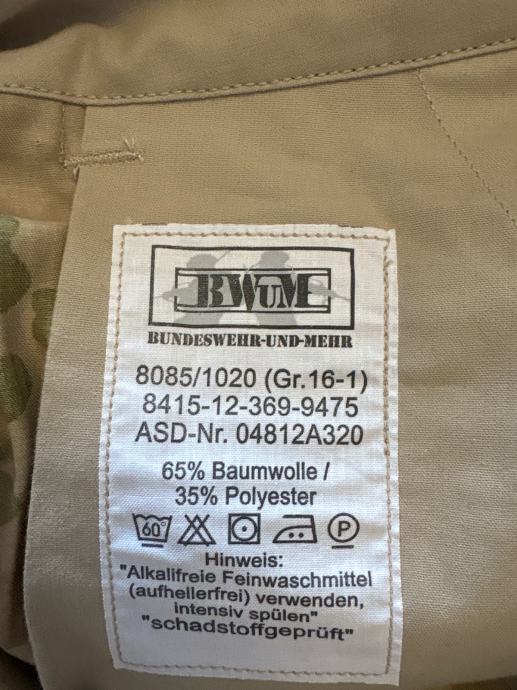 BWuM
BUNDESWEHR-UND-MEHR
8085/1020 (Gr.16-1)
8415-12-369-9475
ASD-Nr. 04812A320
65% Baumwolle /
35% Polyester
60°
P
Hinweis:
"Alkalifreie Feinwaschmittel
(aufhellerfrei) verwenden,
intensiv spülen"
"schadstoffgeprüft"